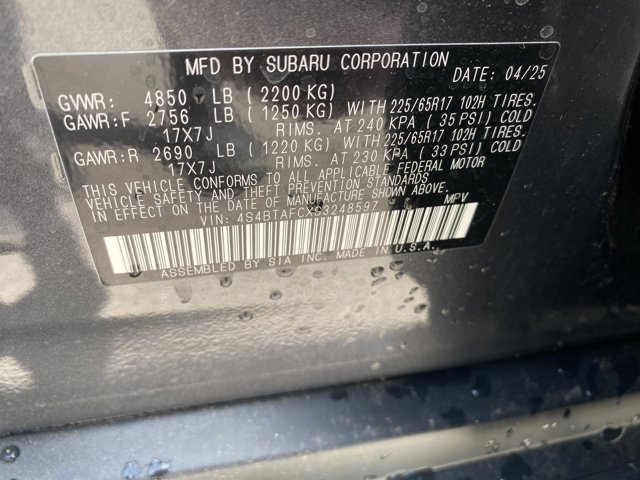 MFD BY SUBARU CORPORATION
DATE: 04/25
GVWR: 4850 LB (2200 KG)
GAWR:F 2756 LB (1250 KG) WITH 225/65R17 102H TIRES.
17X7J RIMS. AT 240 KPA (35 PSI) COLD
GAWR:R 2690 LB (1220 KG) WITH 225/65R17 102H TIRES.
17X7J RIMS. AT 230 KPA (33 PSI) COLD
THIS VEHICLE CONFORMS TO ALL APPLICABLE FEDERAL MOTOR
VEHICLE SAFETY AND THEFT PREVENTION STANDARDS
IN EFFECT ON THE DATE OF MANUFACTURE SHOWN ABOVE.
VIN: 4S4BTAFCXS3248597 MPV
ASSEMBLED BY SIA INC. MADE IN U.S.A.